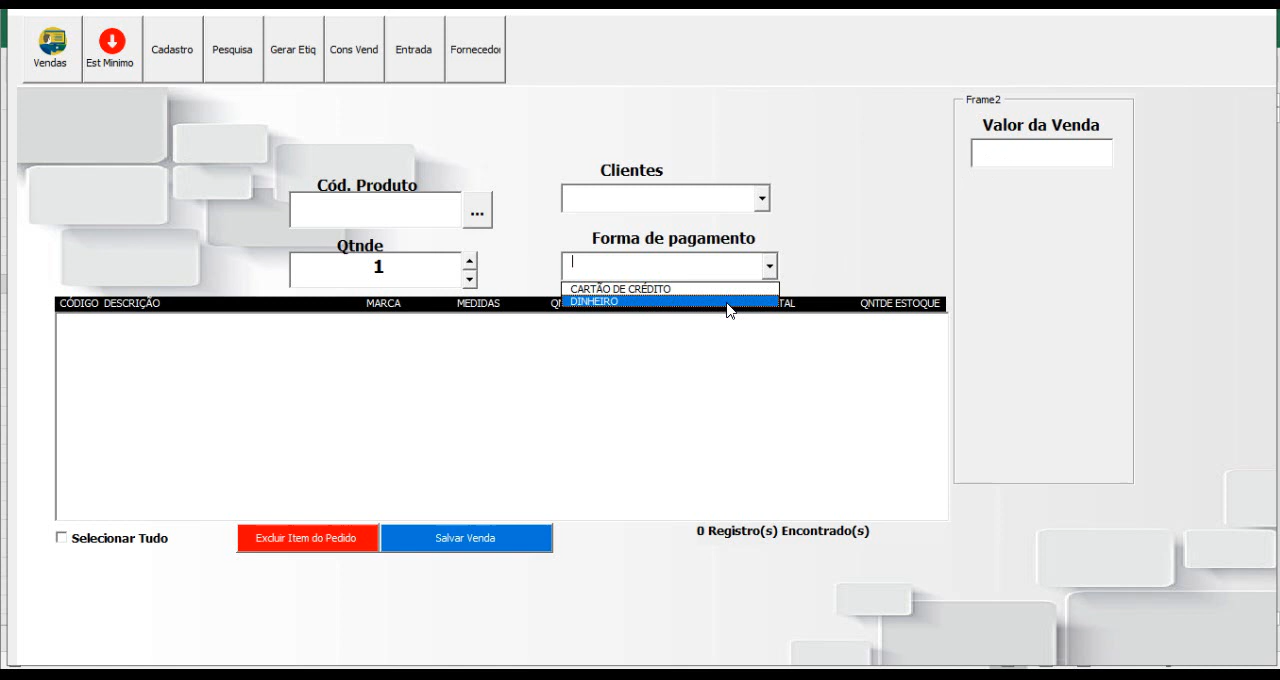 Vendas
Est Minimo
Cadastro
Pesquisa
Gerar Etiq
Cons Vend
Entrada
Fornecedo
Frame2
Valor da Venda
Clientes
Cód. Produto
...
Forma de pagamento
Qtnde
1
CARTÃO DE CRÉDITO
DINHEIRO
CÓDIGO DESCRIÇÃO MARCA MEDIDAS TAL QNTDE ESTOQUE
Selecionar Tudo
Excluir Item do Pedido
Salvar Venda
0 Registro(s) Encontrado(s)